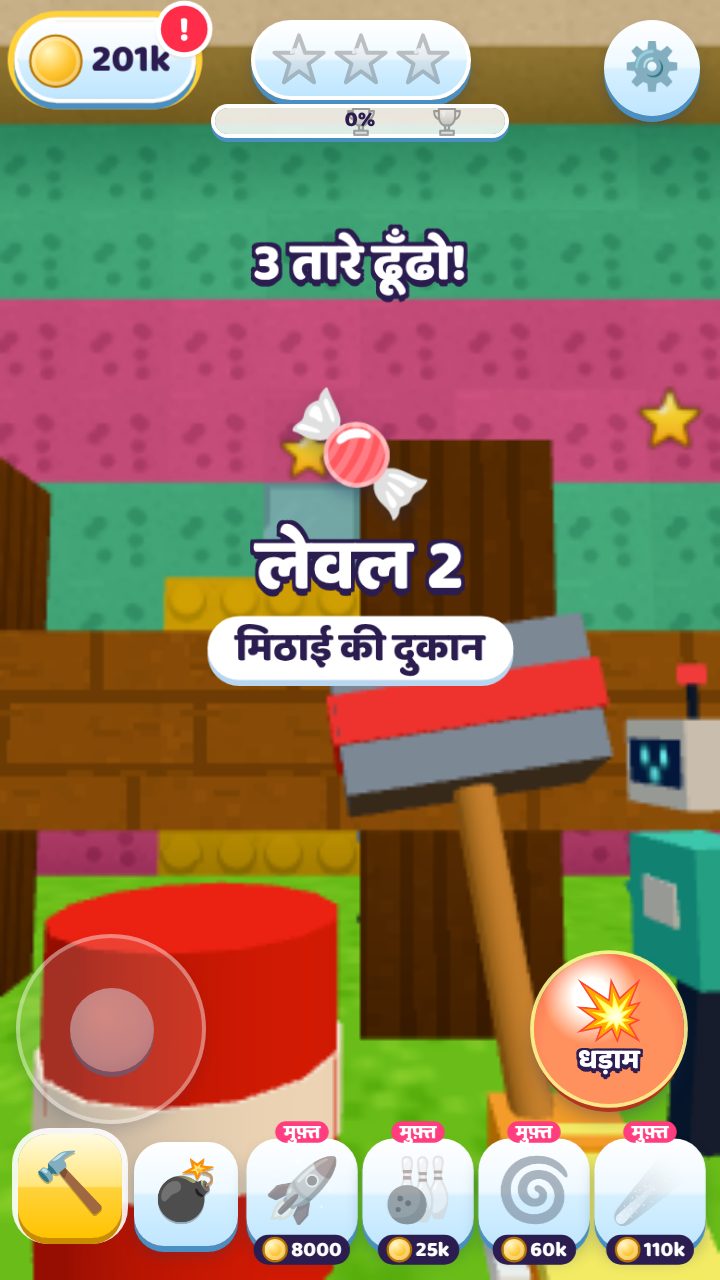 201k
!
0%
3 तारे ढूँढो!
लेवल 2
मिठाई की दुकान
धड़ाम
मुफ़्त मुफ़्त मुफ़्त मुफ़्त
8000 25k 60k 110k